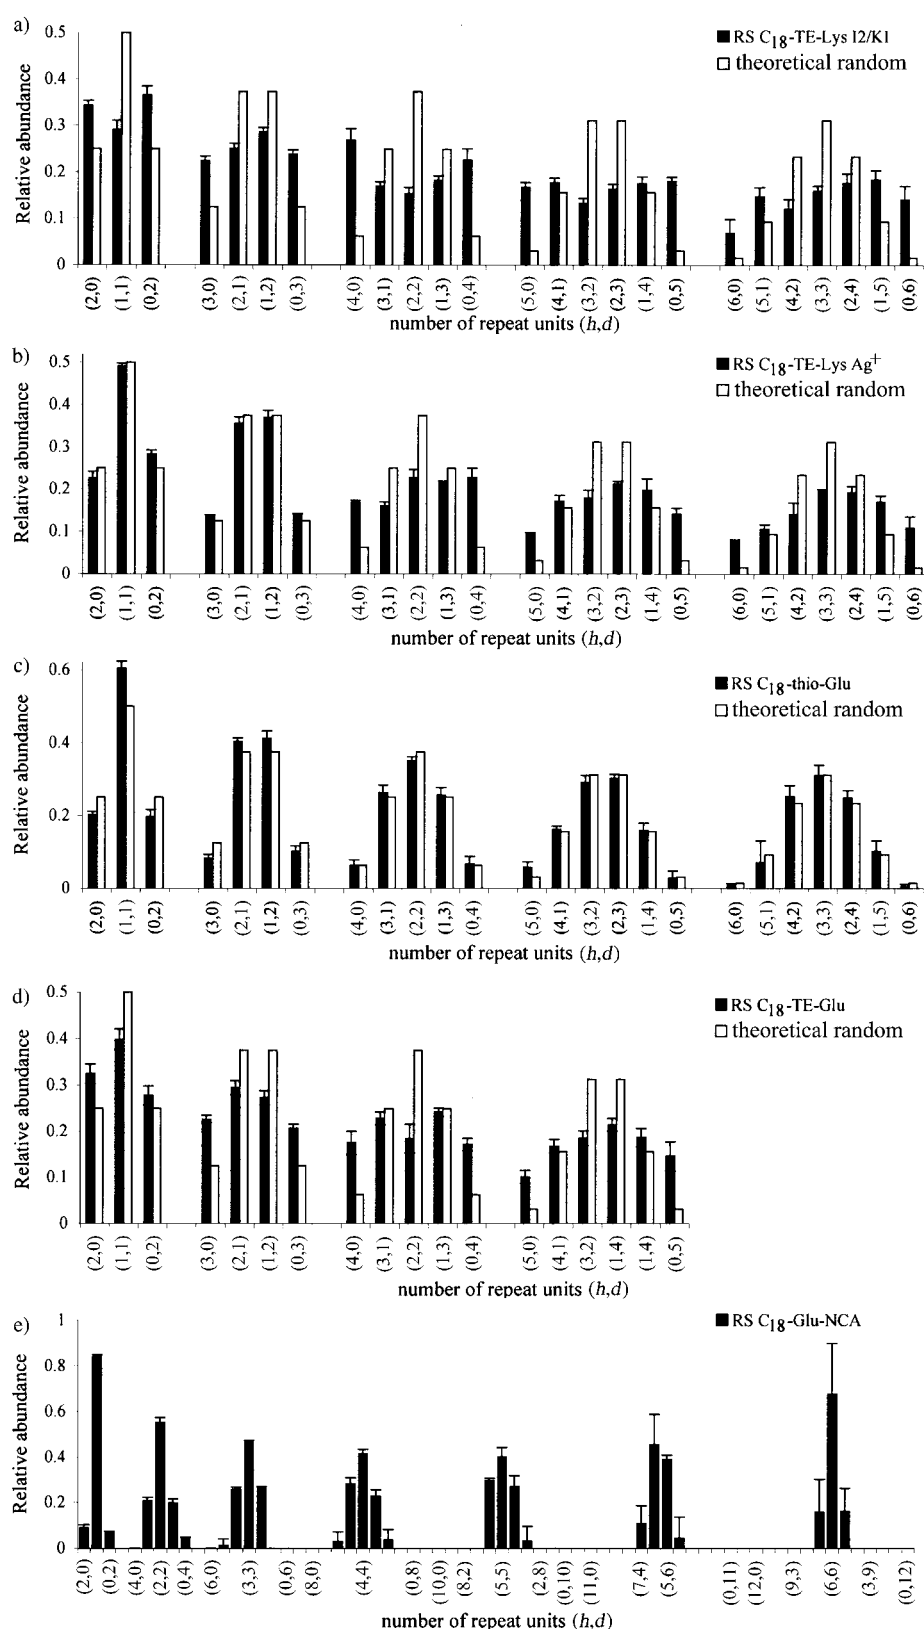 a)
RS C18-TE-Lys I2/KI
theoretical random
Relative abundance
0.5
0.4
0.3
0.2
0.1
0
(2,0) (1,1) (0,2) (3,0) (2,1) (1,2) (0,3) (4,0) (3,1) (2,2) (1,3) (0,4) (5,0) (4,1) (3,2) (2,3) (1,4) (0,5) (6,0) (5,1) (4,2) (3,3) (2,4) (1,5) (0,6)
number of repeat units (h,d)
b)
RS C18-TE-Lys Ag+
theoretical random
Relative abundance
0.5
0.4
0.3
0.2
0.1
0
(2,0) (1,1) (0,2) (3,0) (2,1) (1,2) (0,3) (4,0) (3,1) (2,2) (1,3) (0,4) (5,0) (4,1) (3,2) (2,3) (1,4) (0,5) (6,0) (5,1) (4,2) (3,3) (2,4) (1,5) (0,6)
number of repeat units (h,d)
c)
RS C18-thio-Glu
theoretical random
Relative abundance
0.6
0.4
0.2
0
(2,0) (1,1) (0,2) (3,0) (2,1) (1,2) (0,3) (4,0) (3,1) (2,2) (1,3) (0,4) (5,0) (4,1) (3,2) (2,3) (1,4) (0,5) (6,0) (5,1) (4,2) (3,3) (2,4) (1,5) (0,6)
number of repeat units (h,d)
d)
RS C18-TE-Glu
theoretical random
Relative abundance
0.5
0.4
0.3
0.2
0.1
0
(2,0) (1,1) (0,2) (3,0) (2,1) (1,2) (0,3) (4,0) (3,1) (2,2) (1,3) (0,4) (5,0) (4,1) (3,2) (1,4) (1,4) (0,5)
number of repeat units (h,d)
e)
RS C18-Glu-NCA
Relative abundance
1
0.8
0.6
0.4
0.2
0
(2,0) (0,2) (4,0) (2,2) (0,4) (6,0) (3,3) (0,6) (8,0) (4,4) (0,8) (10,0) (8,2) (5,5) (2,8) (0,10) (11,0) (7,4) (5,6) (0,11) (12,0) (9,3) (6,6) (3,9) (0,12)
number of repeat units (h,d)